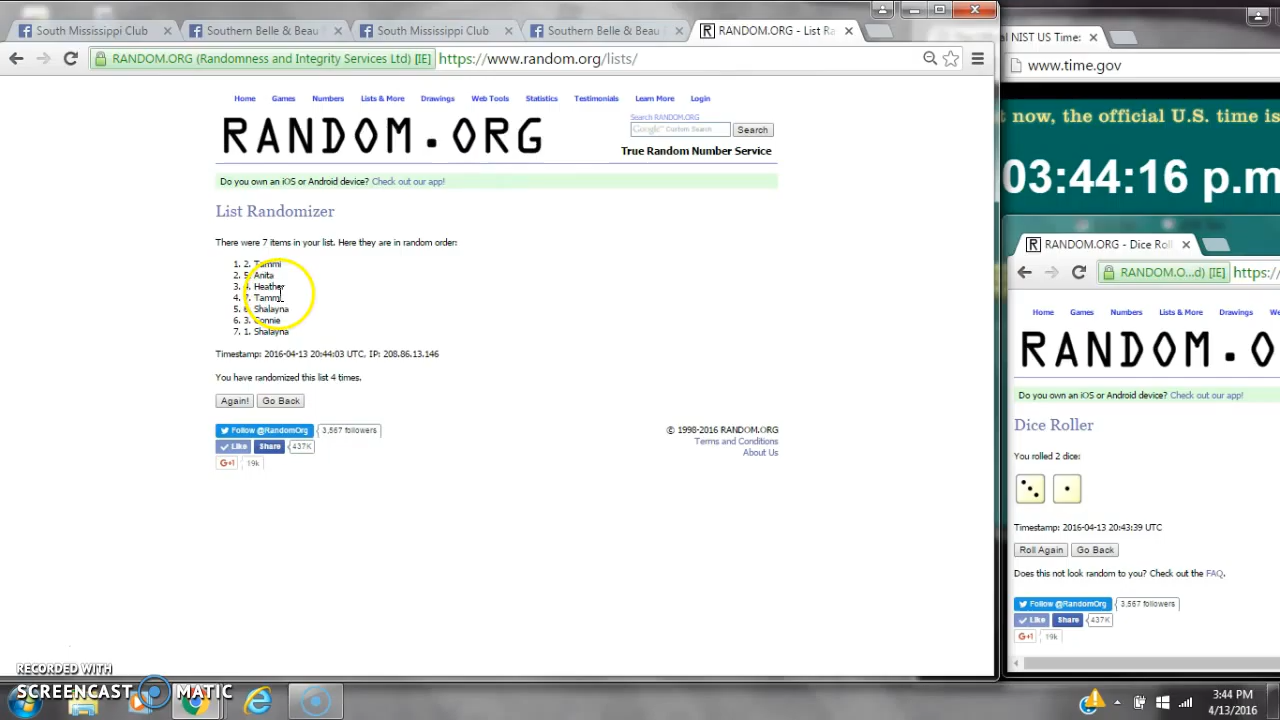 South Mississippi Club
Southern Belle & Beau
South Mississippi Club
Southern Belle & Beau
RANDOM.ORG - List Ra
RANDOM.ORG (Randomness and Integrity Services Ltd) [IE]
https://www.random.org/lists/
Home Games Numbers Lists & More Drawings Web Tools Statistics Testimonials Learn More Login
RANDOM.ORG
Search RANDOM.ORG
Google™ Custom Search
Search
True Random Number Service
Do you own an iOS or Android device? Check out our app!
List Randomizer
There were 7 items in your list. Here they are in random order:
1. 2. Tammi
2. 5. Anita
3. 4. Heather
4. 7. Tammi
5. 6. Shalayna
6. 3. Connie
7. 1. Shalayna
Timestamp: 2016-04-13 20:44:03 UTC, IP: 208.86.13.146
You have randomized this list 4 times.
Again! Go Back
Follow @RandomOrg 3,567 followers
Like Share 437K
G+1 19k
© 1998-2016 RANDOM.ORG
Terms and Conditions
About Us
al NIST US Time:
www.time.gov
t now, the official U.S. time is
03:44:16 p.m
RANDOM.ORG - Dice Roll
RANDOM.O...d) [IE] https:/
Home Games Numbers Lists & More Drawings We
RANDOM.O
Do you own an iOS or Android device? Check out our app!
Dice Roller
You rolled 2 dice:
Timestamp: 2016-04-13 20:43:39 UTC
Roll Again Go Back
Does this not look random to you? Check out the FAQ.
Follow @RandomOrg 3,567 followers
Like Share 437K
G+1 19k
RECORDED WITH
SCREENCAST MATIC
3:44 PM
4/13/2016